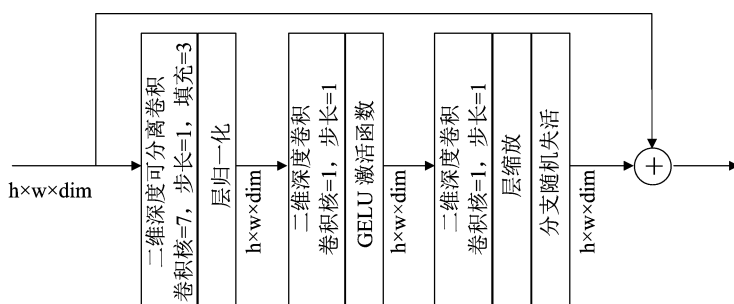 h×w×dim
二维深度可分离卷积
卷积核=7，步长=1，填充=3
层归一化
h×w×dim
二维深度卷积
卷积核=1，步长=1
GELU 激活函数
h×w×dim
二维深度卷积
卷积核=1，步长=1
层缩放
分支随机失活
h×w×dim
+